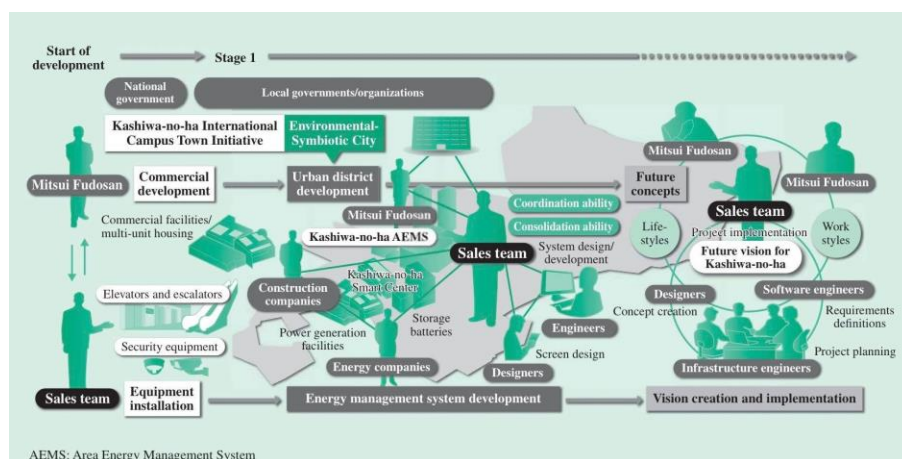 Start of
development
Stage 1
National
government
Local governments/organizations
Kashiwa-no-ha International
Campus Town Initiative
Environmental-
Symbiotic City
Mitsui Fudosan
Mitsui Fudosan
Commercial
development
Urban district
development
Future
concepts
Mitsui Fudosan
Mitsui Fudosan
Commercial facilities/
multi-unit housing
Kashiwa-no-ha AEMS
Coordination ability
Consolidation ability
Sales team
System design/
development
Life-
styles
Sales team
Project implementation
Work
styles
Future vision for
Kashiwa-no-ha
Elevators and escalators
Construction
companies
Kashiwa-no-ha
Smart Center
Designers
Concept creation
Software engineers
Requirements
definitions
Security equipment
Power generation
facilities
Storage
batteries
Engineers
Screen design
Project planning
Energy companies
Designers
Infrastructure engineers
Sales team
Equipment
installation
Energy management system development
Vision creation and implementation
AEMS: Area Energy Management System